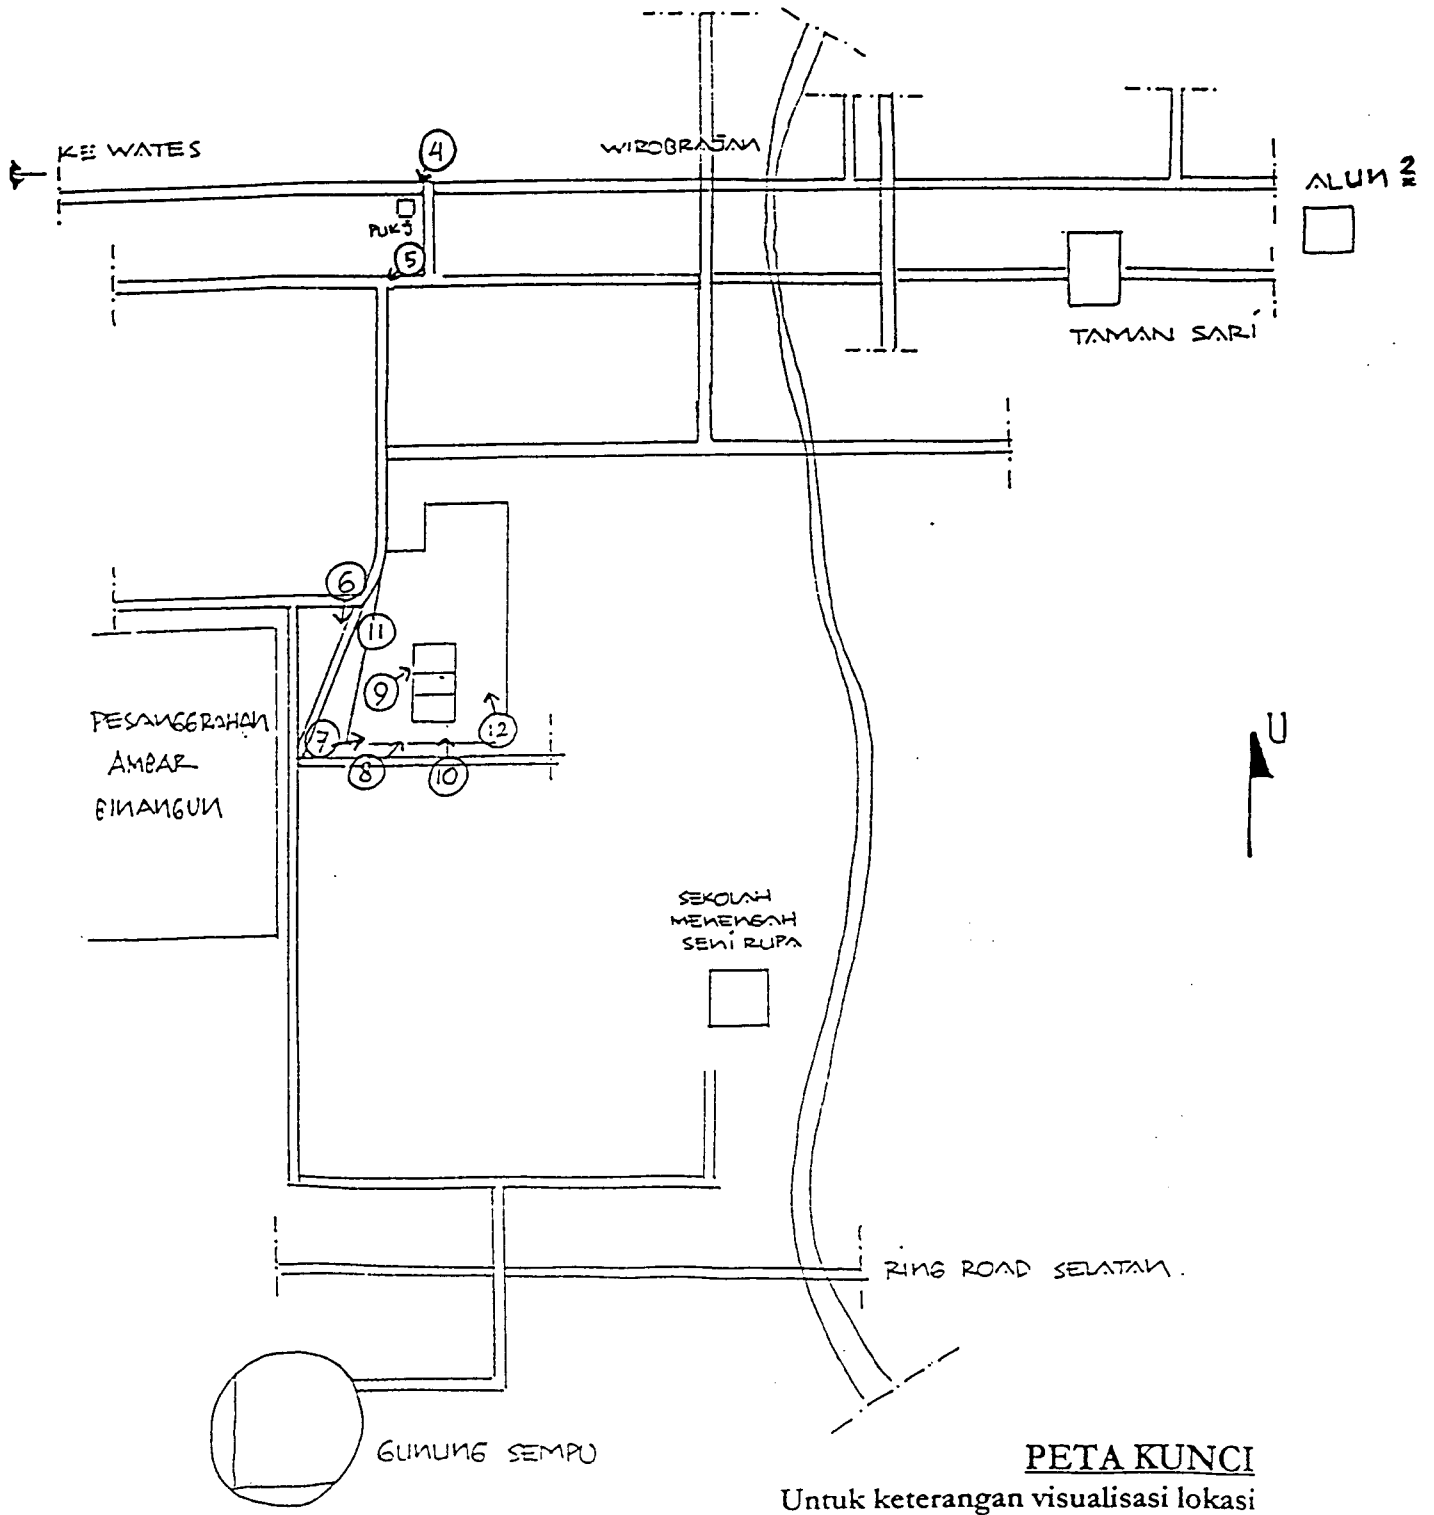 KE WATES
4
WIROBRAJAN
ALUN 2
PUKJ
5
TAMAN SARI
6
11
9
PESANGGRAHAN
AMBAR
BINANGUN
7
12
8
10
U
SEKOLAH
MENENGAH
SENI RUPA
RING ROAD SELATAN.
GUNUNG SEMPU
PETA KUNCI
Untuk keterangan visualisasi lokasi